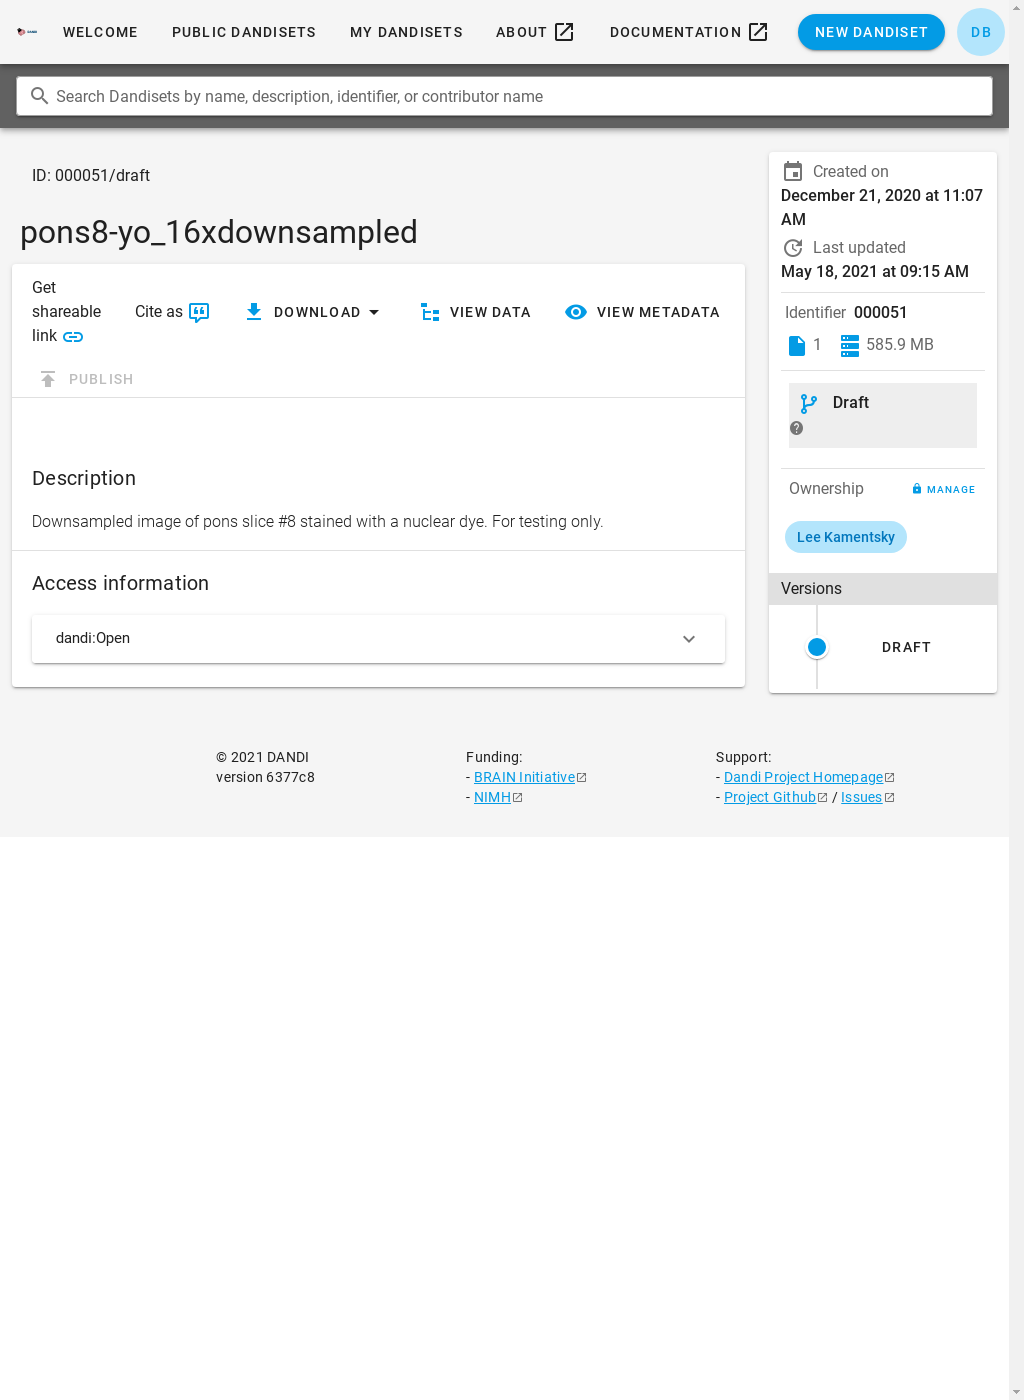 WELCOME PUBLIC DANDISETS MY DANDISETS ABOUT DOCUMENTATION NEW DANDISET DB
Search Dandisets by name, description, identifier, or contributor name
ID: 000051/draft
pons8-yo_16xdownsampled
Get shareable link
Cite as
DOWNLOAD
VIEW DATA
VIEW METADATA
PUBLISH
Description
Downsampled image of pons slice #8 stained with a nuclear dye. For testing only.
Access information
dandi:Open
Created on
December 21, 2020 at 11:07
AM
Last updated
May 18, 2021 at 09:15 AM
Identifier 000051
1 585.9 MB
Draft
Ownership MANAGE
Lee Kamentsky
Versions
DRAFT
© 2021 DANDI
version 6377c8
Funding:
- BRAIN Initiative
- NIMH
Support:
- Dandi Project Homepage
- Project Github / Issues